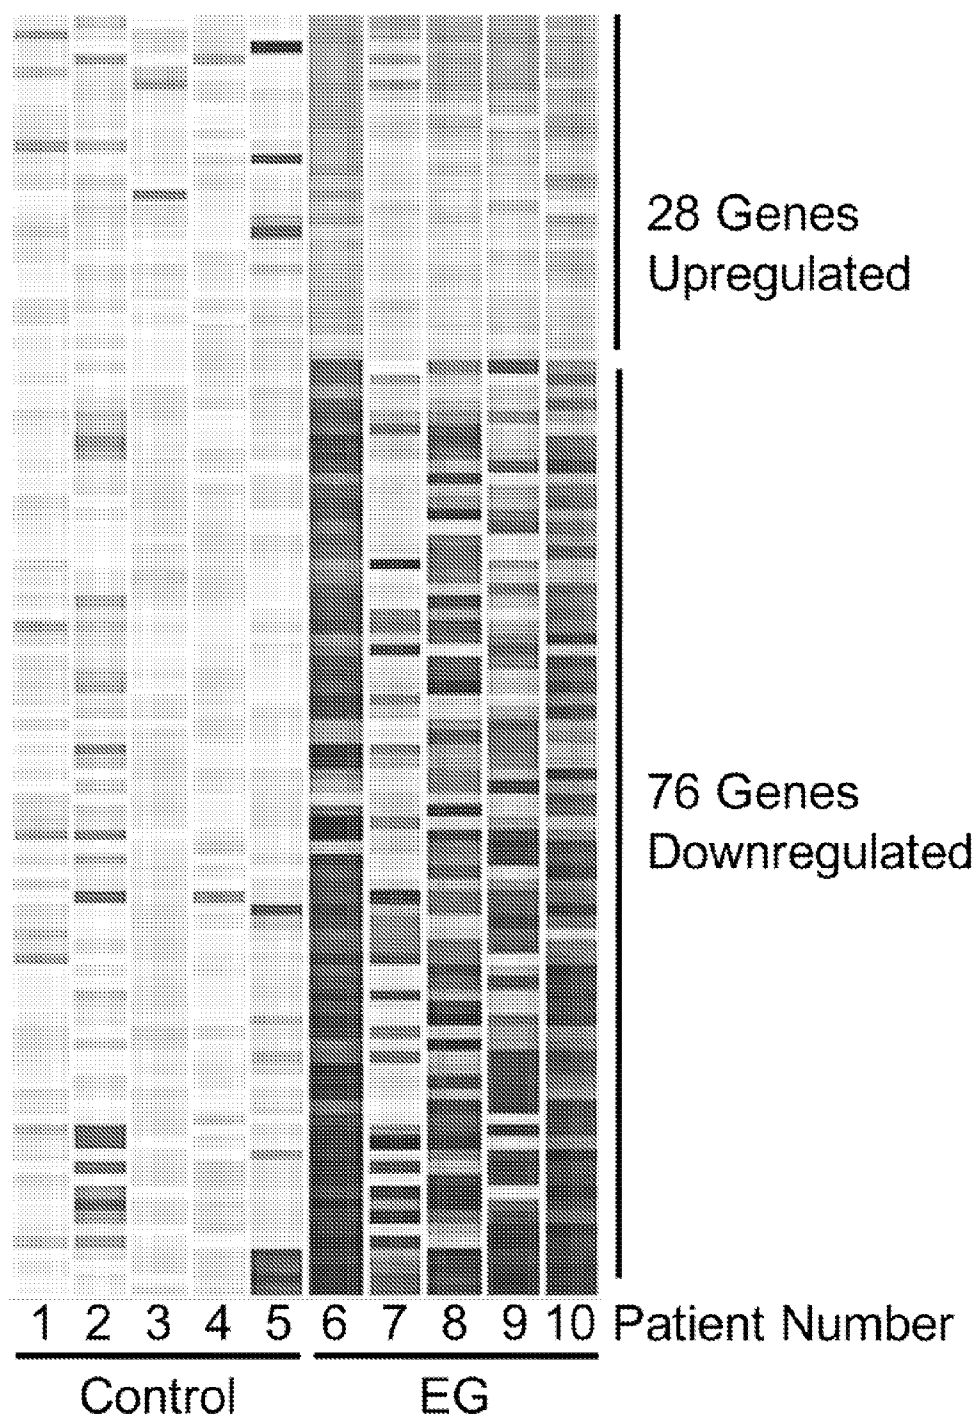 28 Genes
Upregulated
76 Genes
Downregulated
1 2 3 4 5 6 7 8 9 10 Patient Number
Control EG